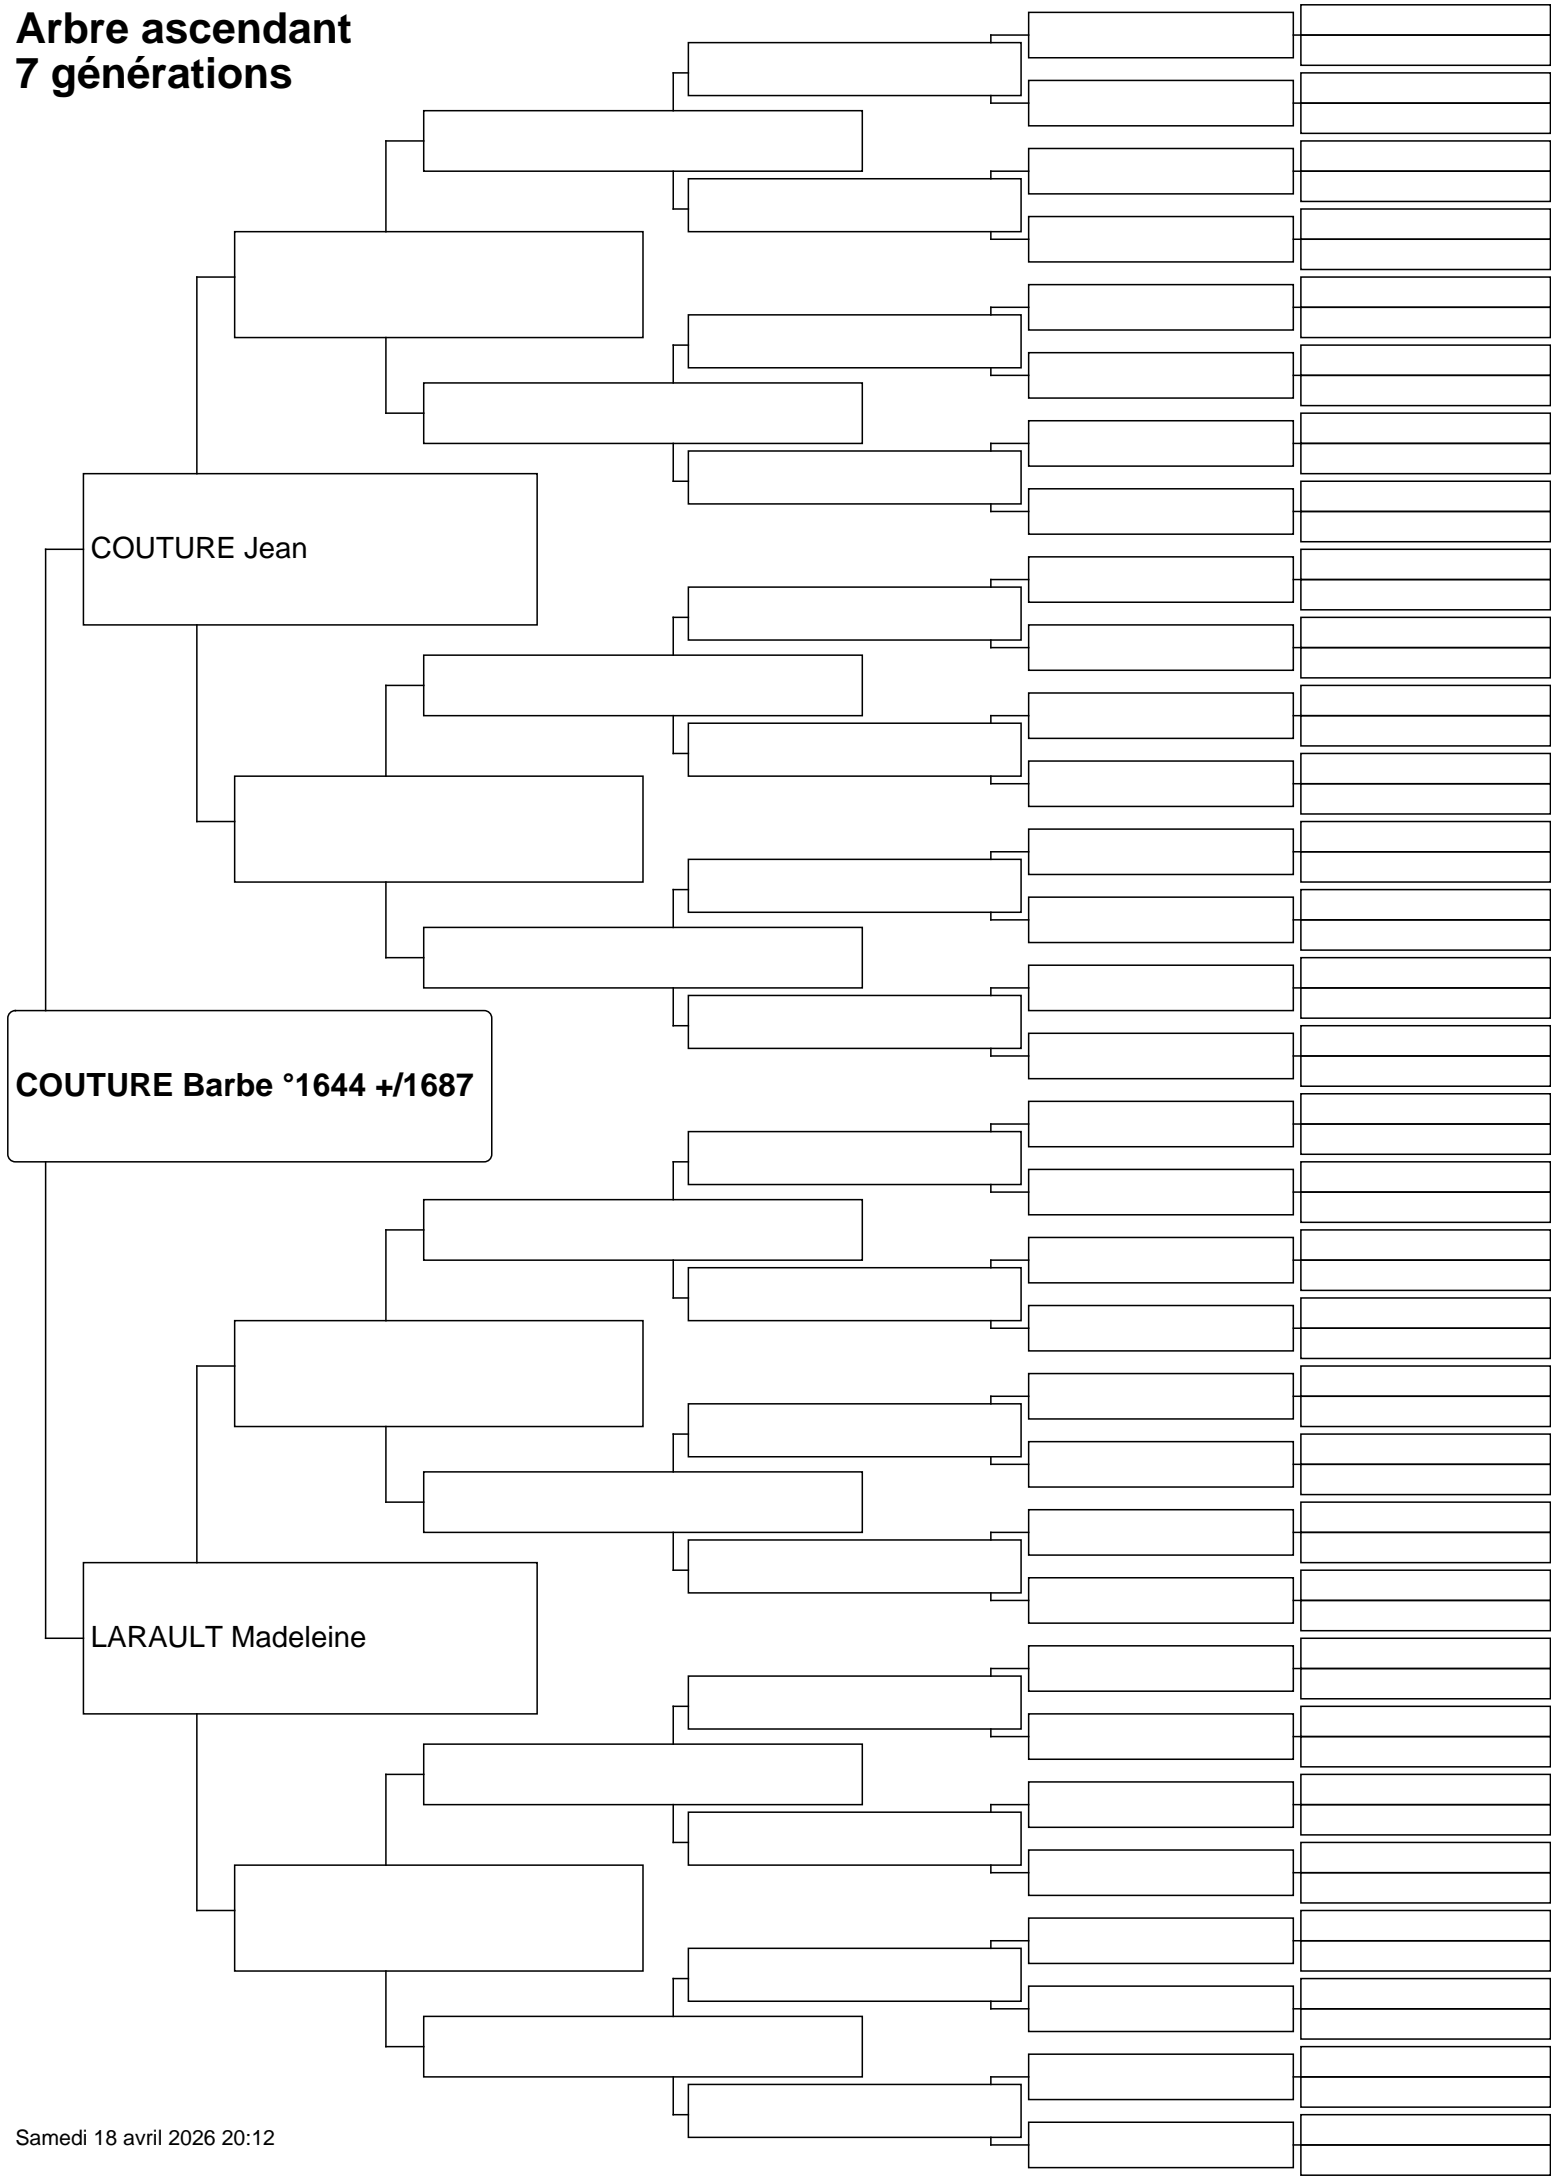 Arbre ascendant
7 générations
COUTURE Jean
COUTURE Barbe °1644 +/1687
LARAULT Madeleine
Samedi 18 avril 2026 20:12